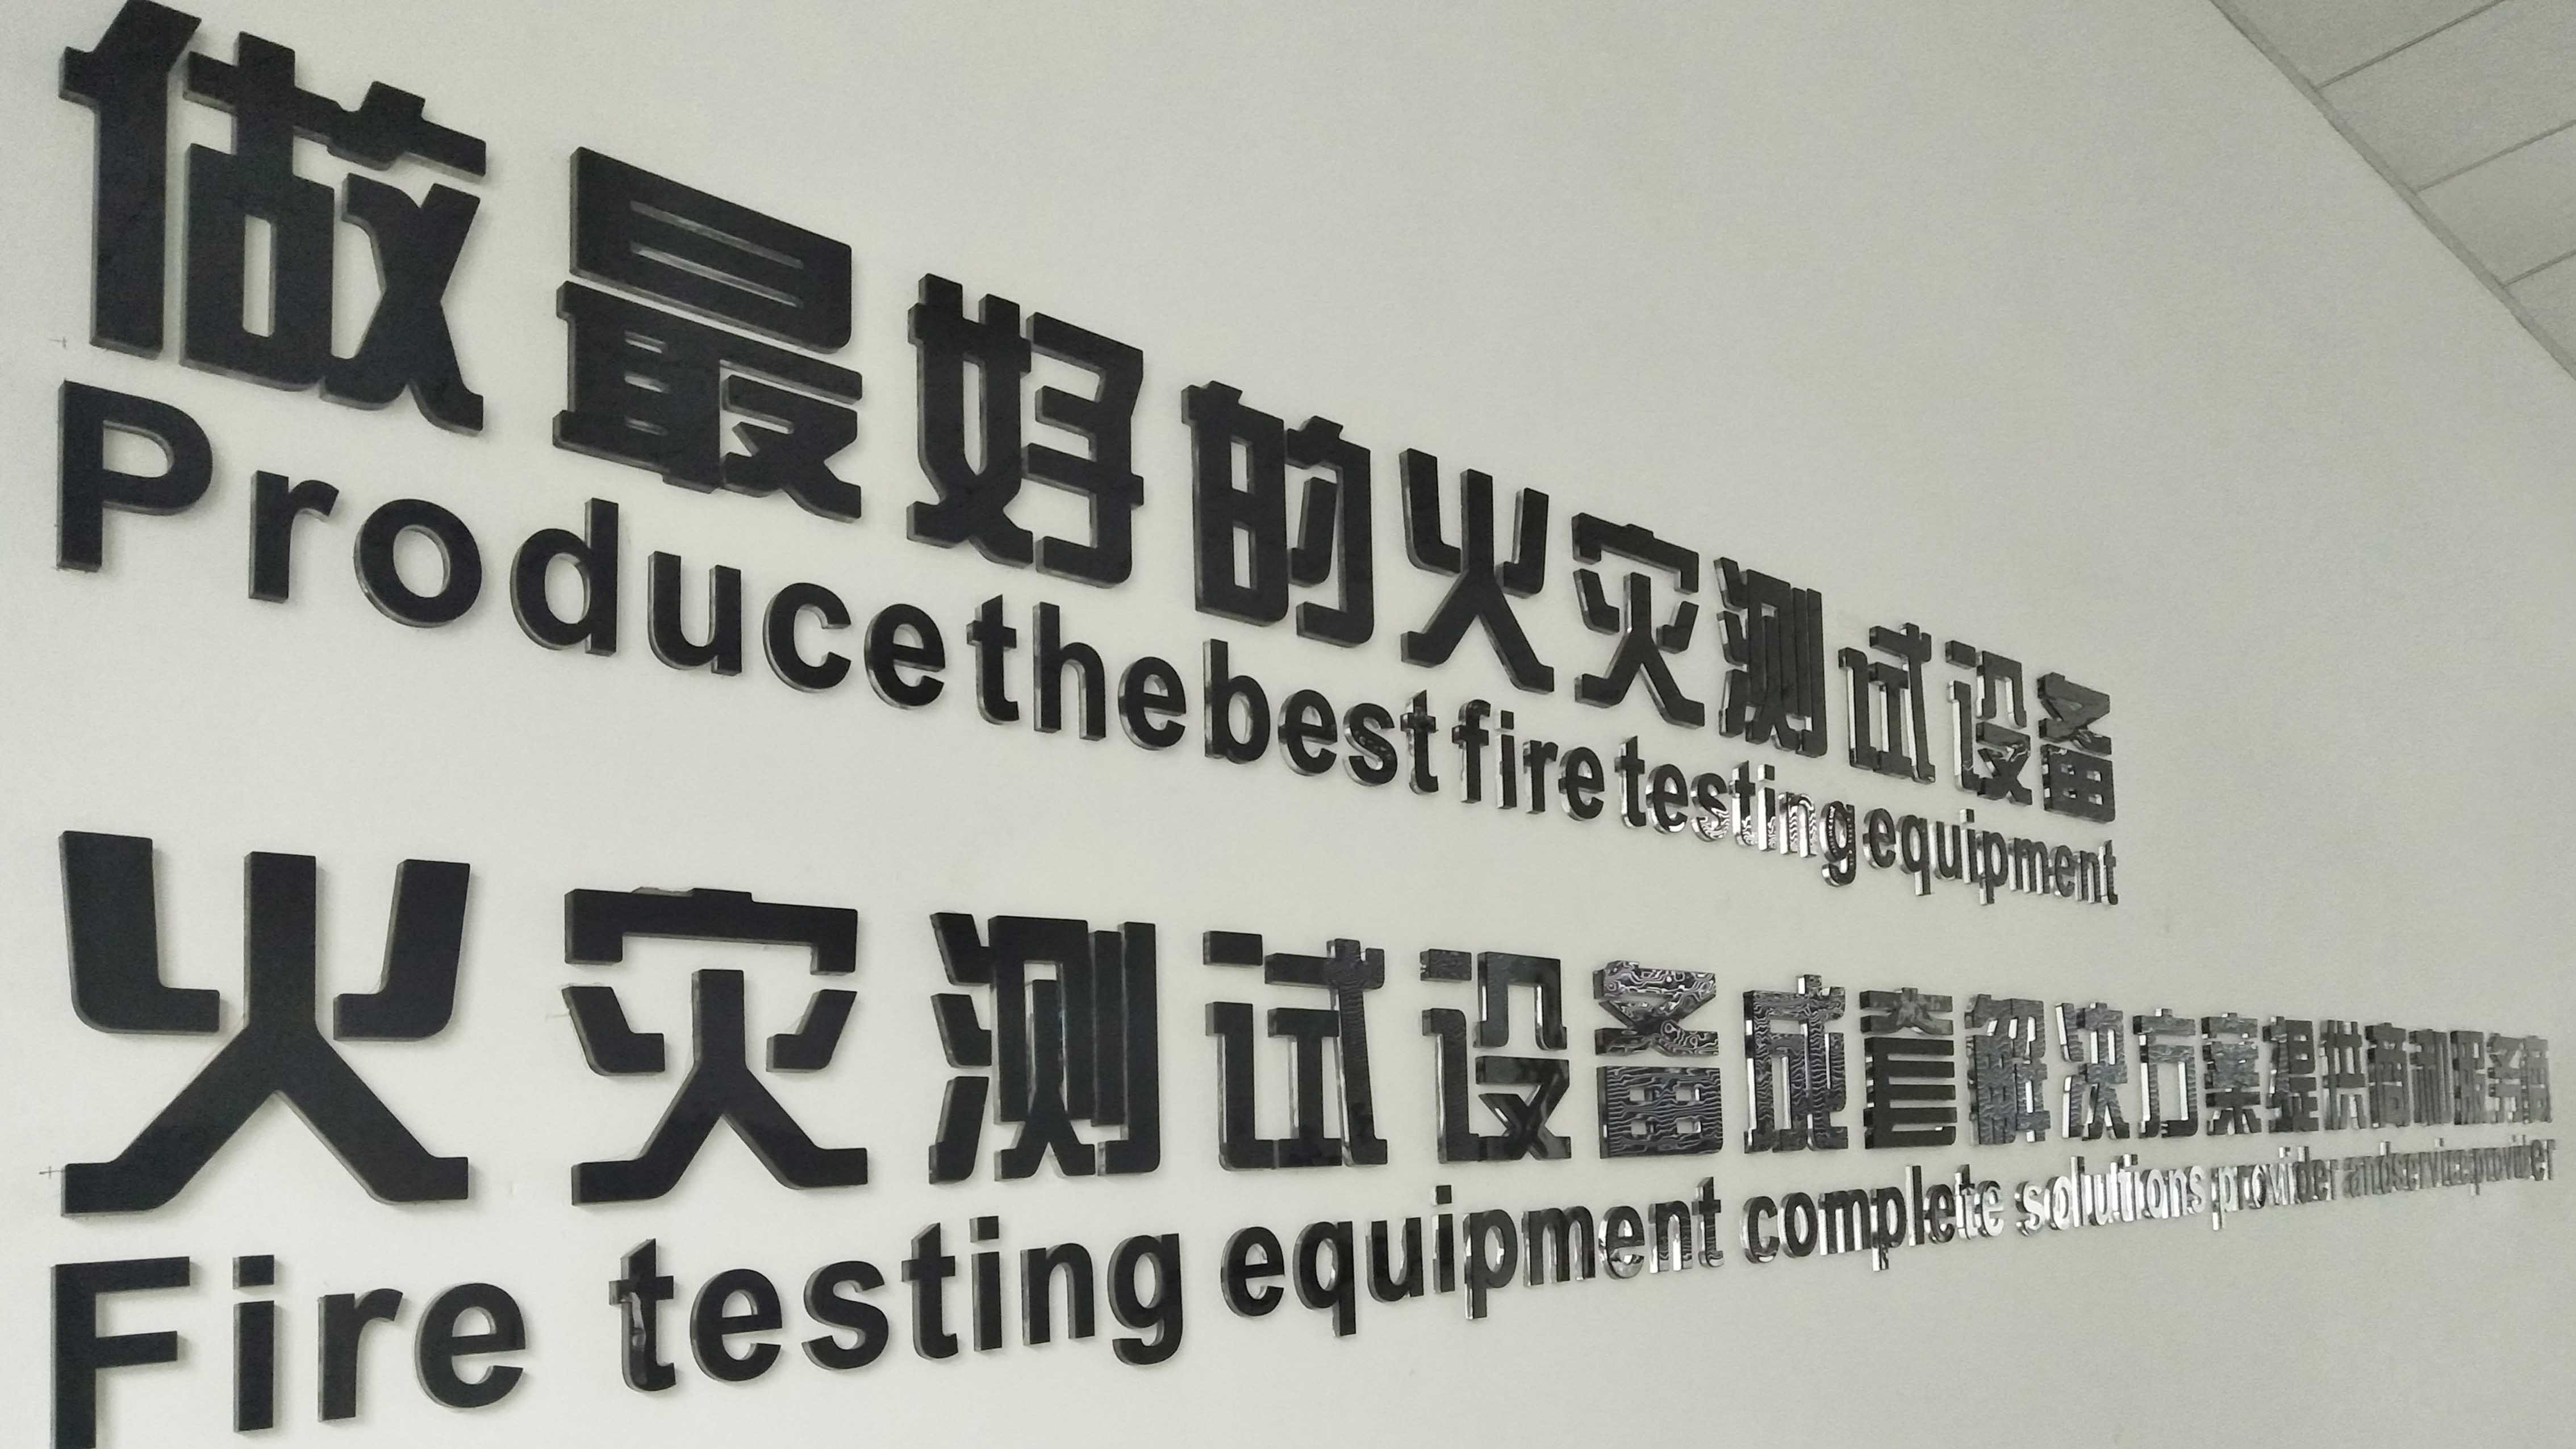 做最好的火灾测试设备
Produce the best fire testing equipment
火灾测试设备成套解决方案提供商和服务商
Fire testing equipment complete solutions provider and service provider